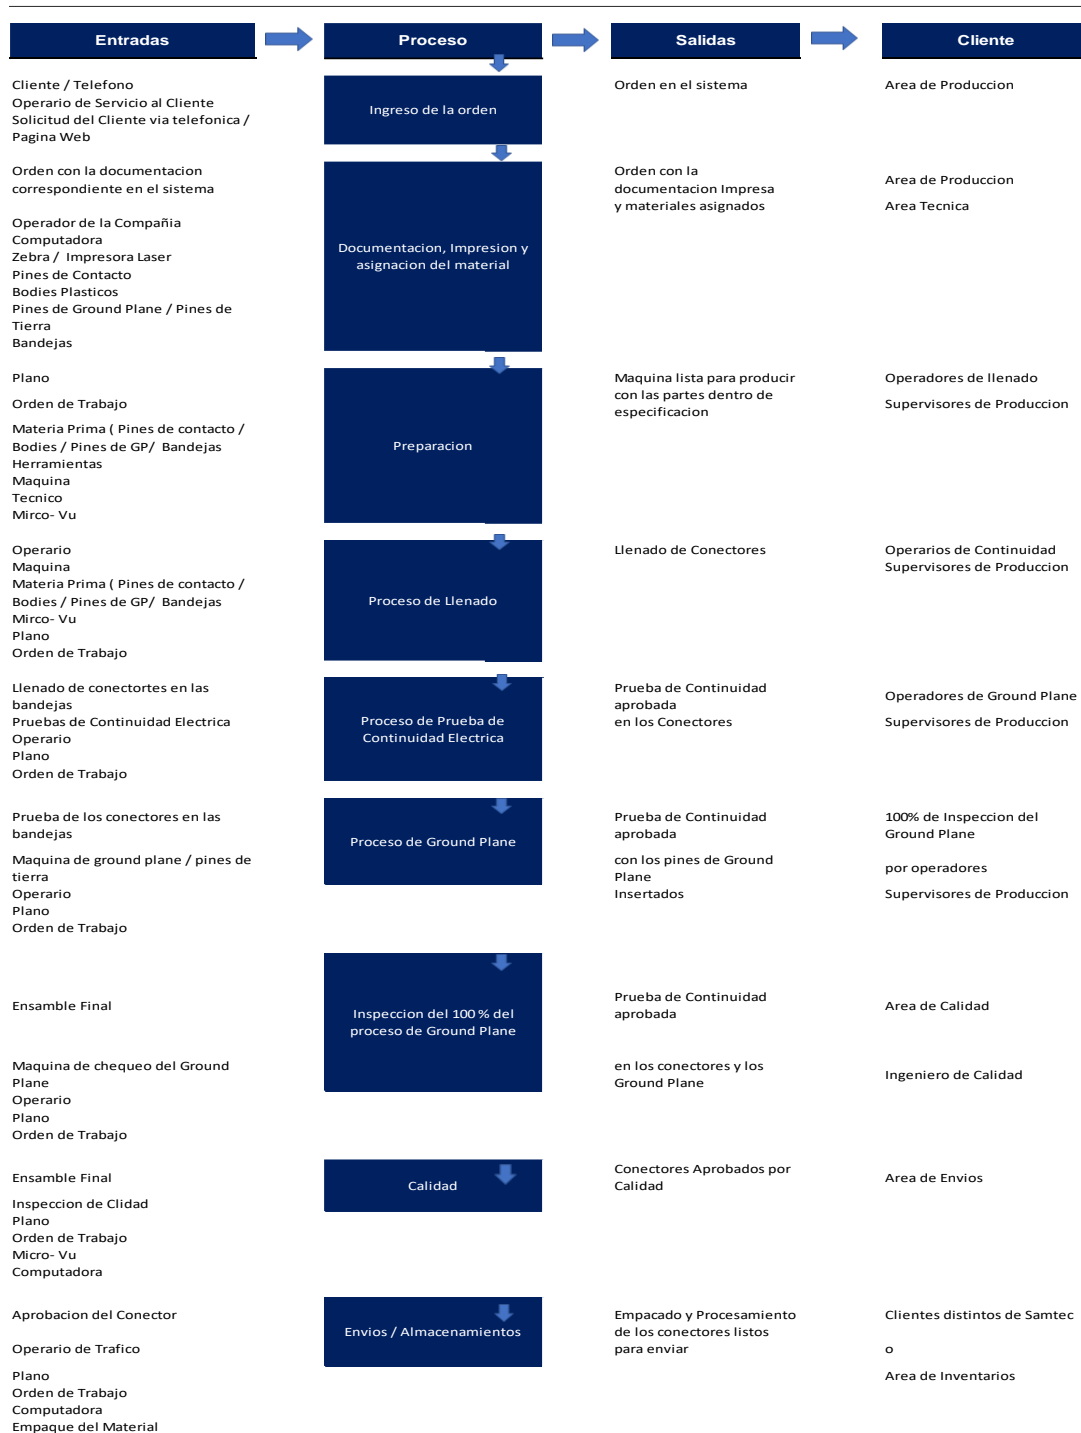 Entradas
Proceso
Salidas
Cliente
Cliente / Telefono
Operario de Servicio al Cliente
Solicitud del Cliente via telefonica /
Pagina Web
Ingreso de la orden
Orden en el sistema
Area de Produccion
Orden con la documentacion
correspondiente en el sistema
Operador de la Compañia
Computadora
Zebra / Impresora Laser
Pines de Contacto
Bodies Plasticos
Pines de Ground Plane / Pines de
Tierra
Bandejas
Documentacion, Impresion y
asignacion del material
Orden con la
documentacion Impresa
y materiales asignados
Area de Produccion
Area Tecnica
Plano
Orden de Trabajo
Materia Prima ( Pines de contacto /
Bodies / Pines de GP/ Bandejas
Herramientas
Maquina
Tecnico
Mirco- Vu
Preparacion
Maquina lista para producir
con las partes dentro de
especificacion
Operadores de llenado
Supervisores de Produccion
Operario
Maquina
Materia Prima ( Pines de contacto /
Bodies / Pines de GP/ Bandejas
Mirco- Vu
Plano
Orden de Trabajo
Proceso de Llenado
Llenado de Conectores
Operarios de Continuidad
Supervisores de Produccion
Llenado de conectortes en las
bandejas
Pruebas de Continuidad Electrica
Operario
Plano
Orden de Trabajo
Proceso de Prueba de
Continuidad Electrica
Prueba de Continuidad
aprobada
en los Conectores
Operadores de Ground Plane
Supervisores de Produccion
Prueba de los conectores en las
bandejas
Maquina de ground plane / pines de
tierra
Operario
Plano
Orden de Trabajo
Proceso de Ground Plane
Prueba de Continuidad
aprobada
con los pines de Ground
Plane
Insertados
100% de Inspeccion del
Ground Plane
por operadores
Supervisores de Produccion
Ensamble Final
Maquina de chequeo del Ground
Plane
Operario
Plano
Orden de Trabajo
Inspeccion del 100 % del
proceso de Ground Plane
Prueba de Continuidad
aprobada
en los conectores y los
Ground Plane
Area de Calidad
Ingeniero de Calidad
Ensamble Final
Inspeccion de Clidad
Plano
Orden de Trabajo
Micro- Vu
Computadora
Calidad
Conectores Aprobados por
Calidad
Area de Envios
Aprobacion del Conector
Operario de Trafico
Plano
Orden de Trabajo
Computadora
Empaque del Material
Envios / Almacenamientos
Empacado y Procesamiento
de los conectores listos
para enviar
Clientes distintos de Samtec
o
Area de Inventarios